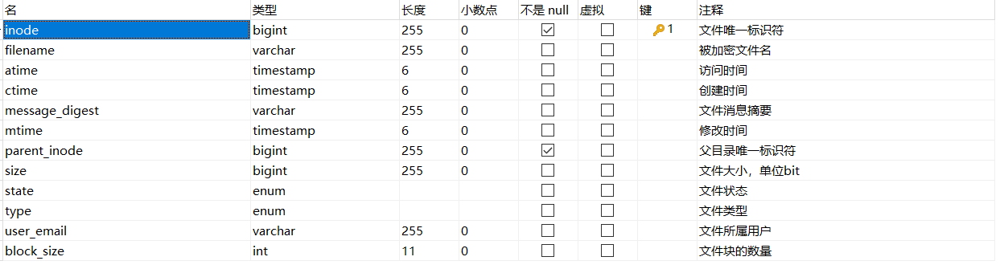 名 类型 长度 小数点 不是 null 虚拟 键 注释
inode bigint 255 0 1 文件唯一标识符
filename varchar 255 0 被加密文件名
atime timestamp 6 0 访问时间
ctime timestamp 6 0 创建时间
message_digest varchar 255 0 文件消息摘要
mtime timestamp 6 0 修改时间
parent_inode bigint 255 0 父目录唯一标识符
size bigint 255 0 文件大小，单位bit
state enum 文件状态
type enum 文件类型
user_email varchar 255 0 文件所属用户
block_size int 11 0 文件块的数量